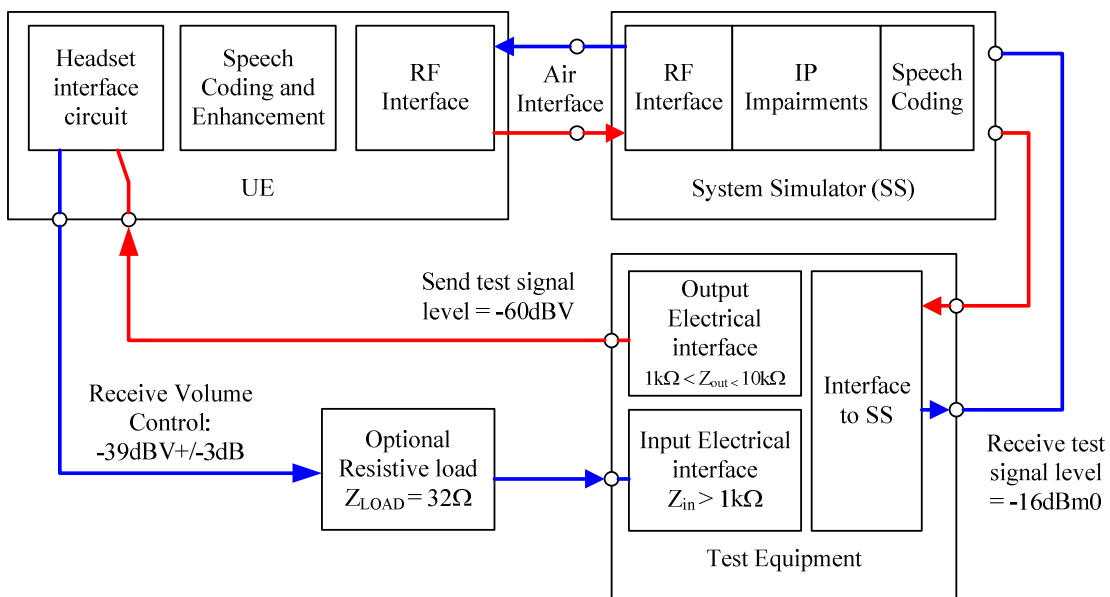 Headset
interface
circuit
Speech
Coding and
Enhancement
RF
Interface
UE
Air
Interface
RF
Interface
IP
Impairments
Speech
Coding
System Simulator (SS)
Send test signal
level = -60dBV
Output
Electrical
interface
1kΩ < Zout < 10kΩ
Interface
to SS
Receive Volume
Control:
-39dBV+/-3dB
Optional
Resistive load
ZLOAD = 32Ω
Input Electrical
interface
Zin > 1kΩ
Test Equipment
Receive test
signal level
= -16dBm0